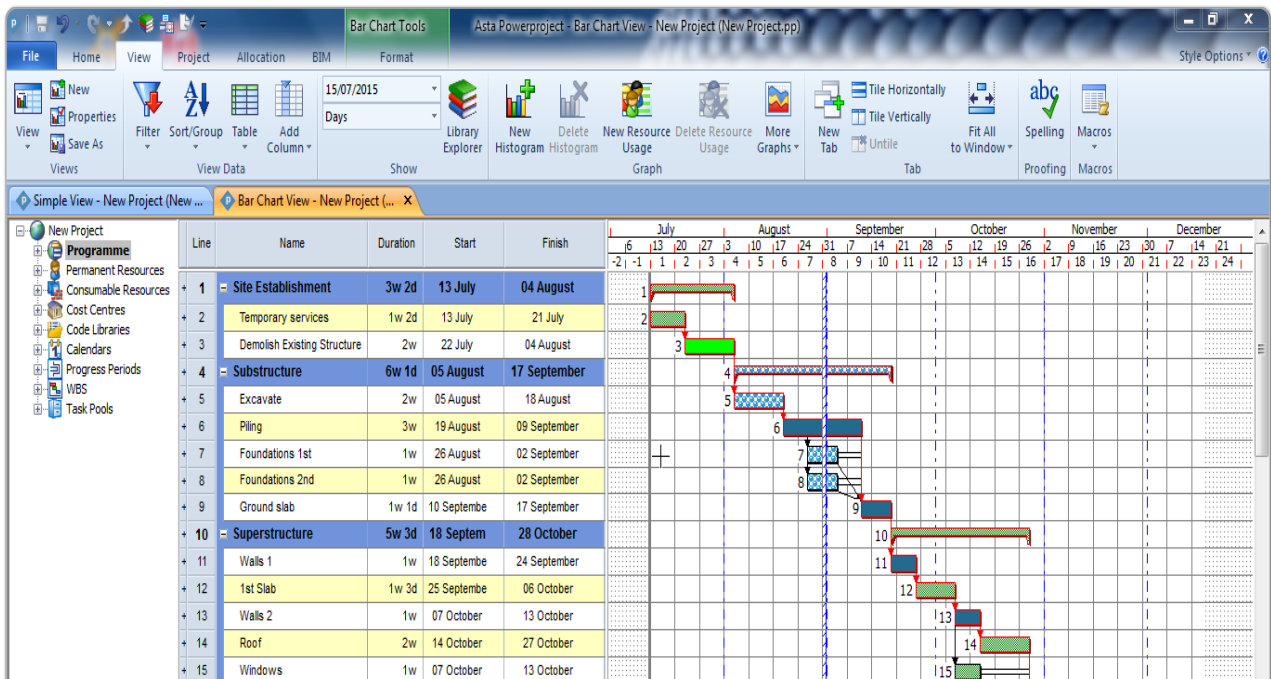 Bar Chart Tools
Asta Powerproject - Bar Chart View - New Project (New Project.pp)
File Home View Project Allocation BIM Format Style Options
New
Properties
Save As
View
Views
Filter
Sort/Group
Table
Add Column
View Data
15/07/2015
Days
Show
Library Explorer
New Histogram
Delete Histogram
New Resource Usage
Delete Resource Usage
More Graphs
Graph
New Tab
Tile Horizontally
Tile Vertically
Untile
Fit All to Window
Tab
Spelling
Proofing
Macros
Macros
Simple View - New Project (New ...
Bar Chart View - New Project (... X
New Project
Programme
Permanent Resources
Consumable Resources
Cost Centres
Code Libraries
Calendars
Progress Periods
WBS
Task Pools
Line Name Duration Start Finish
1 Site Establishment 3w 2d 13 July 04 August
2 Temporary services 1w 2d 13 July 21 July
3 Demolish Existing Structure 2w 22 July 04 August
4 Substructure 6w 1d 05 August 17 September
5 Excavate 2w 05 August 18 August
6 Piling 3w 19 August 09 September
7 Foundations 1st 1w 26 August 02 September
8 Foundations 2nd 1w 26 August 02 September
9 Ground slab 1w 1d 10 Septembe 17 September
10 Superstructure 5w 3d 18 Septem 28 October
11 Walls 1 1w 18 Septembe 24 September
12 1st Slab 1w 3d 25 Septembe 06 October
13 Walls 2 1w 07 October 13 October
14 Roof 2w 14 October 27 October
15 Windows 1w 07 October 13 October
July August September October November December
6 13 20 27 3 10 17 24 31 7 14 21 28 5 12 19 26 2 9 16 23 30 7 14 21
-2 -1 1 2 3 4 5 6 7 8 9 10 11 12 13 14 15 16 17 18 19 20 21 22 23 24
1
2
3
4
5
6
7
8
9
10
11
12
13
14
15